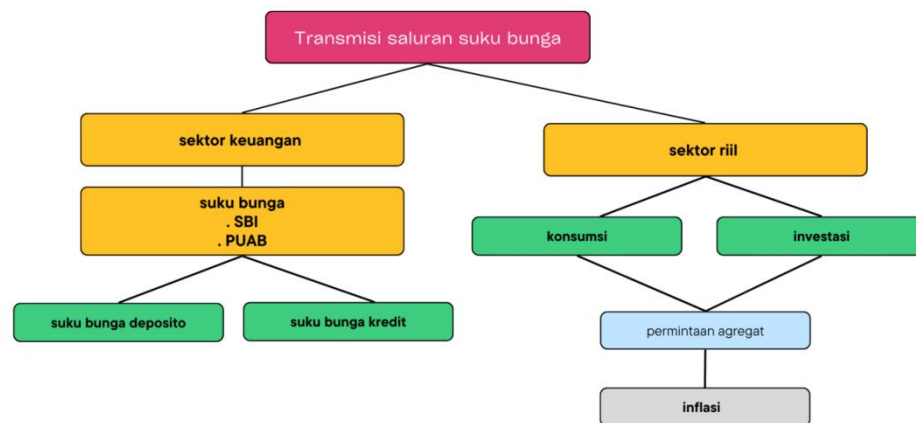 Transmisi saluran suku bunga
sektor keuangan
sektor riil
suku bunga
. SBI
. PUAB
konsumsi
investasi
suku bunga deposito
suku bunga kredit
permintaan agregat
inflasi